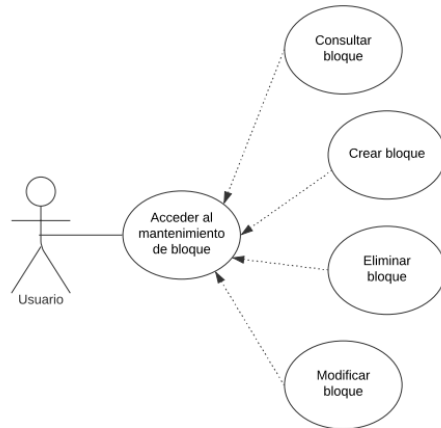 Consultar
bloque
Crear bloque
Acceder al
mantenimiento
de bloque
Eliminar
bloque
Usuario
Modificar
bloque